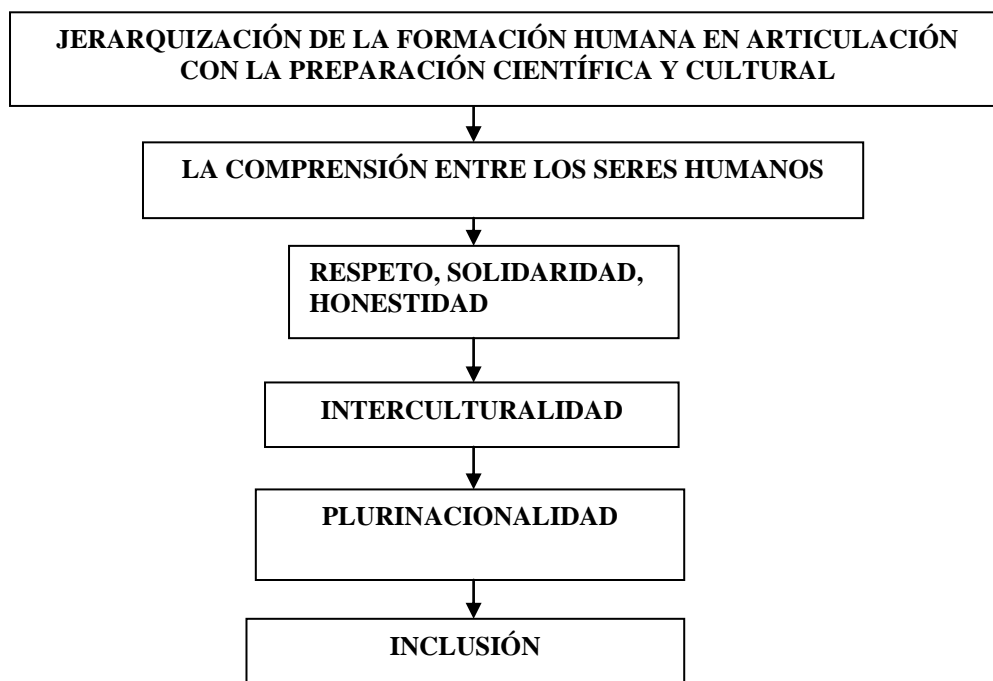 JERARQUIZACIÓN DE LA FORMACIÓN HUMANA EN ARTICULACIÓN
CON LA PREPARACIÓN CIENTÍFICA Y CULTURAL
LA COMPRENSIÓN ENTRE LOS SERES HUMANOS
RESPETO, SOLIDARIDAD,
HONESTIDAD
INTERCULTURALIDAD
PLURINACIONALIDAD
INCLUSIÓN